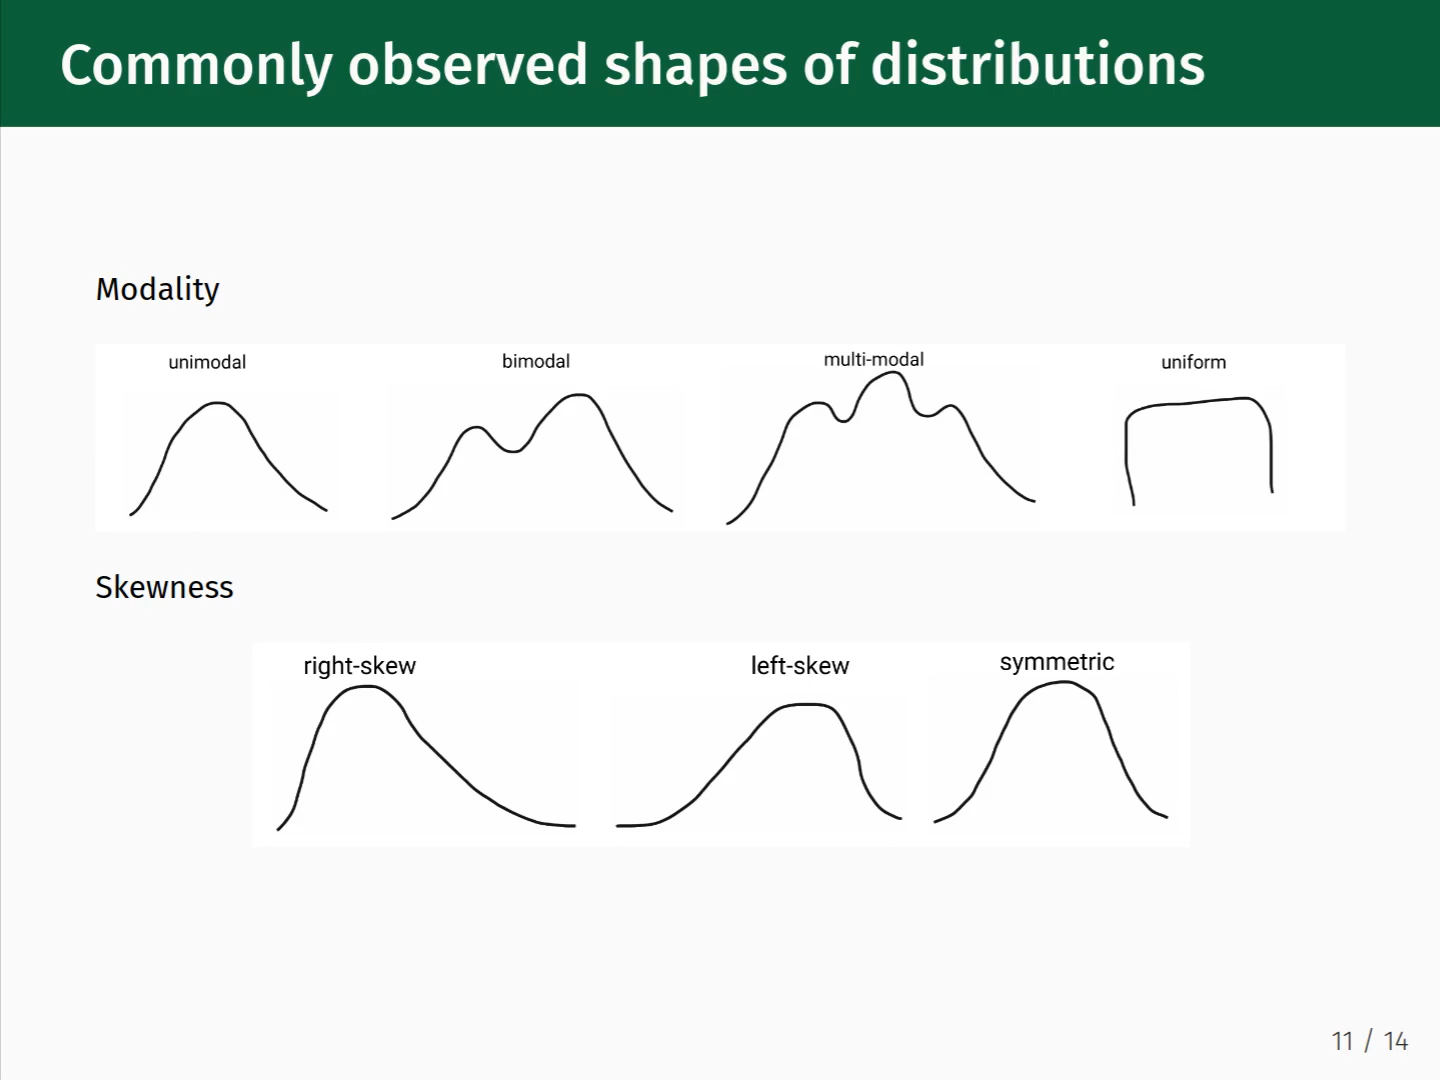 Commonly observed shapes of distributions
Modality
unimodal
bimodal
multi-modal
uniform
Skewness
right-skew
left-skew
symmetric
11 / 14